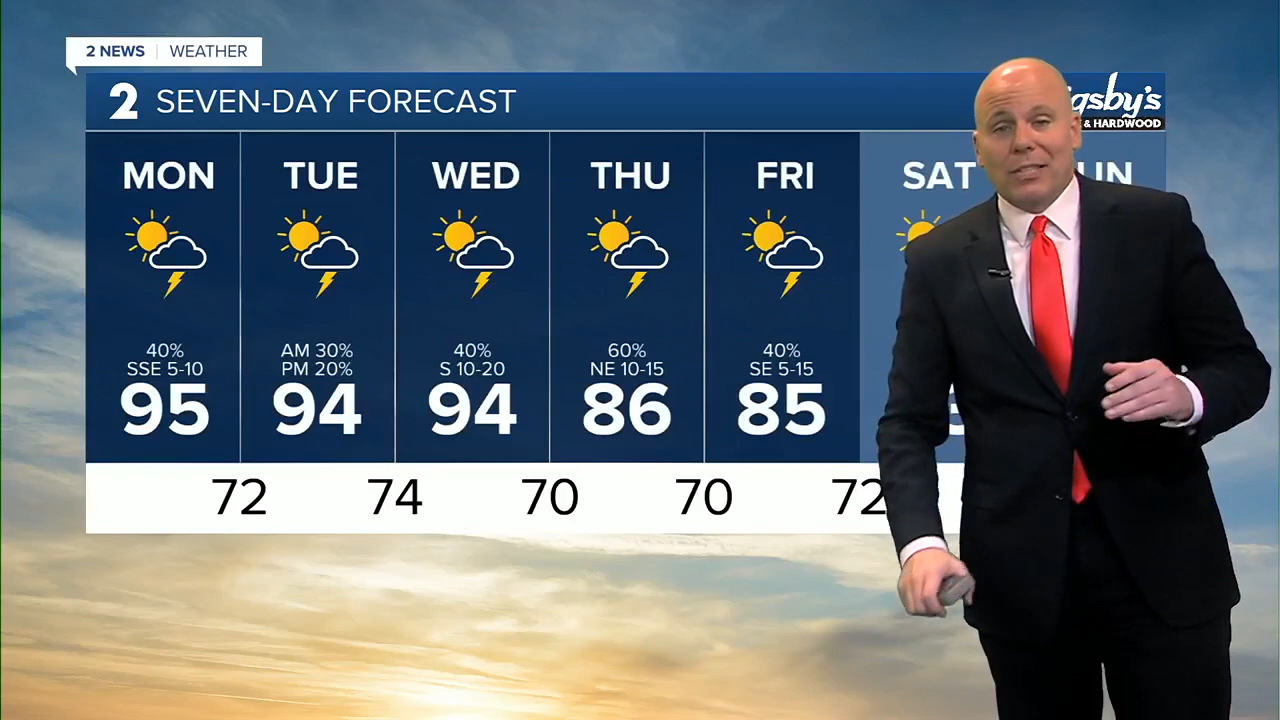 2 NEWS | WEATHER
2 SEVEN-DAY FORECAST
& HARDWOOD
MON TUE WED THU FRI SAT
40% AM 30% 40% 60% 40%
SSE 5-10 PM 20% S 10-20 NE 10-15 SE 5-15
95 94 94 86 85
72 74 70 70 72